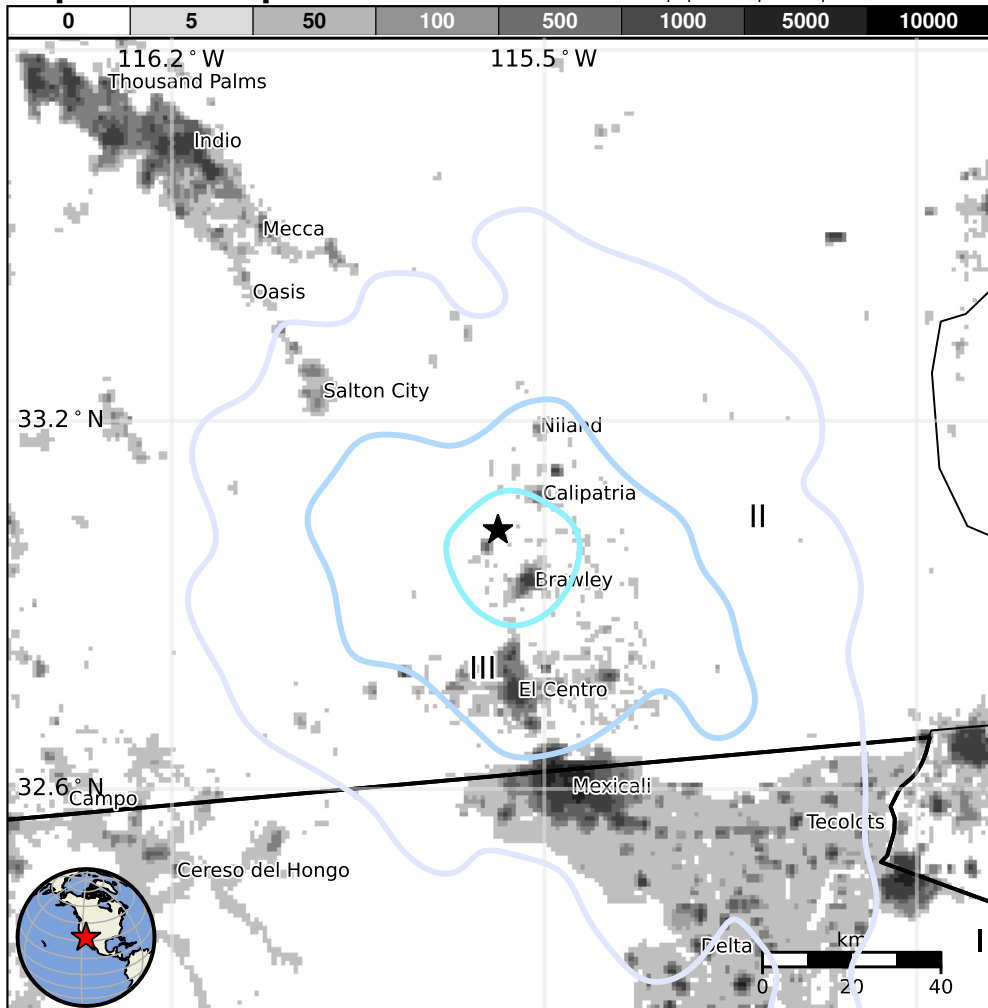 0 5 50 100 500 1000 5000 10000
116.2°W 115.5°W
Thousand Palms
Indio
Mecca
Oasis
Salton City
33.2°N
Niland
Calipatria
II
Brawley
III
El Centro
32.6°N
Campo
Mexicali
Tecolots
Cereso del Hongo
I
Delta
km
0 20 40